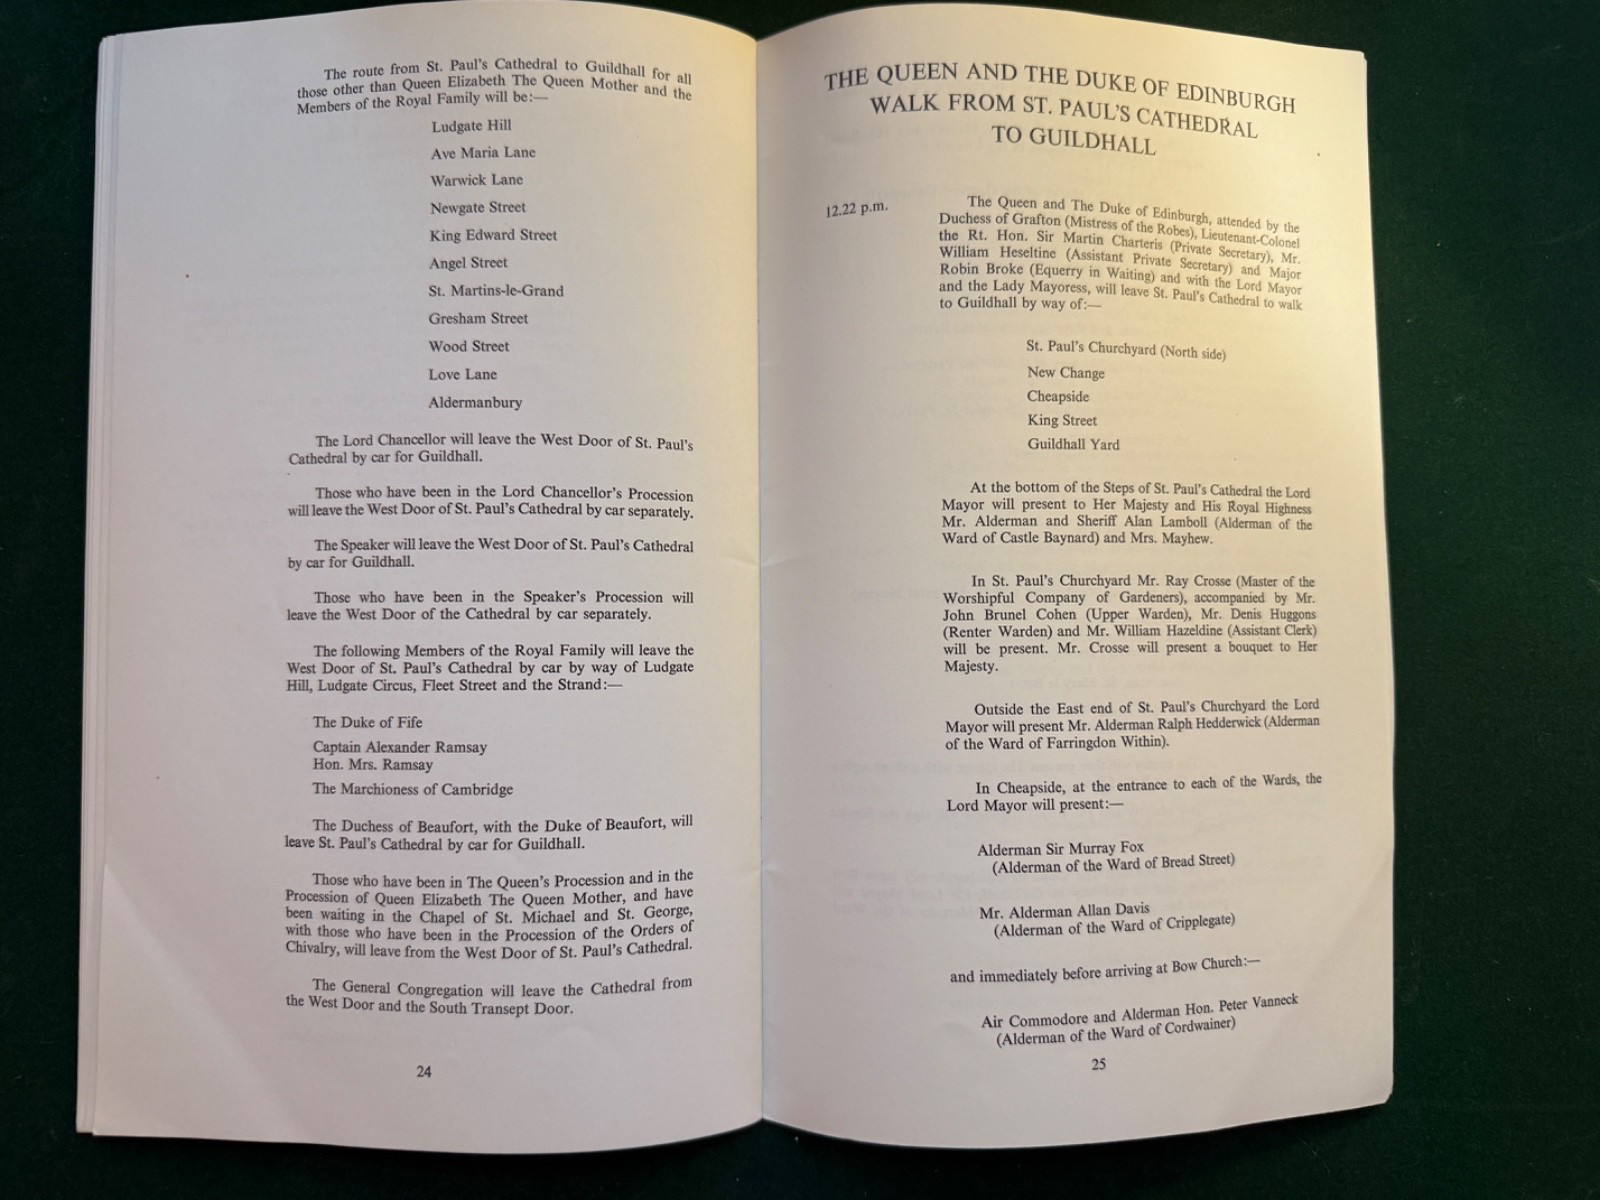 The route from St. Paul's Cathedral to Guildhall for all
those other than Queen Elizabeth The Queen Mother and the
Members of the Royal Family will be:—
Ludgate Hill
Ave Maria Lane
Warwick Lane
Newgate Street
King Edward Street
Angel Street
St. Martins-le-Grand
Gresham Street
Wood Street
Love Lane
Aldermanbury
The Lord Chancellor will leave the West Door of St. Paul's
Cathedral by car for Guildhall.
Those who have been in the Lord Chancellor's Procession
will leave the West Door of St. Paul's Cathedral by car separately.
The Speaker will leave the West Door of St. Paul's Cathedral
by car for Guildhall.
Those who have been in the Speaker's Procession will
leave the West Door of the Cathedral by car separately.
The following Members of the Royal Family will leave the
West Door of St. Paul's Cathedral by car by way of Ludgate
Hill, Ludgate Circus, Fleet Street and the Strand:—
The Duke of Fife
Captain Alexander Ramsay
Hon. Mrs. Ramsay
The Marchioness of Cambridge
The Duchess of Beaufort, with the Duke of Beaufort, will
leave St. Paul's Cathedral by car for Guildhall.
Those who have been in The Queen's Procession and in the
Procession of Queen Elizabeth The Queen Mother, and have
been waiting in the Chapel of St. Michael and St. George,
with those who have been in the Procession of the Orders of
Chivalry, will leave from the West Door of St. Paul's Cathedral.
The General Congregation will leave the Cathedral from
the West Door and the South Transept Door.
24
THE QUEEN AND THE DUKE OF EDINBURGH
WALK FROM ST. PAUL'S CATHEDRAL
TO GUILDHALL
12.22 p.m.
The Queen and The Duke of Edinburgh, attended by the
Duchess of Grafton (Mistress of the Robes), Lieutenant-Colonel
the Rt. Hon. Sir Martin Charteris (Private Secretary), Mr.
William Heseltine (Assistant Private Secretary) and Major
Robin Broke (Equerry in Waiting) and with the Lord Mayor
and the Lady Mayoress, will leave St. Paul's Cathedral to walk
to Guildhall by way of:—
St. Paul's Churchyard (North side)
New Change
Cheapside
King Street
Guildhall Yard
At the bottom of the Steps of St. Paul's Cathedral the Lord
Mayor will present to Her Majesty and His Royal Highness
Mr. Alderman and Sheriff Alan Lamboll (Alderman of the
Ward of Castle Baynard) and Mrs. Mayhew.
In St. Paul's Churchyard Mr. Ray Crosse (Master of the
Worshipful Company of Gardeners), accompanied by Mr.
John Brunel Cohen (Upper Warden), Mr. Denis Huggons
(Renter Warden) and Mr. William Hazeldine (Assistant Clerk)
will be present. Mr. Crosse will present a bouquet to Her
Majesty.
Outside the East end of St. Paul's Churchyard the Lord
Mayor will present Mr. Alderman Ralph Hedderwick (Alderman
of the Ward of Farringdon Within).
In Cheapside, at the entrance to each of the Wards, the
Lord Mayor will present:—
Alderman Sir Murray Fox
(Alderman of the Ward of Bread Street)
Mr. Alderman Allan Davis
(Alderman of the Ward of Cripplegate)
and immediately before arriving at Bow Church:—
Air Commodore and Alderman Hon. Peter Vanneck
(Alderman of the Ward of Cordwainer)
25